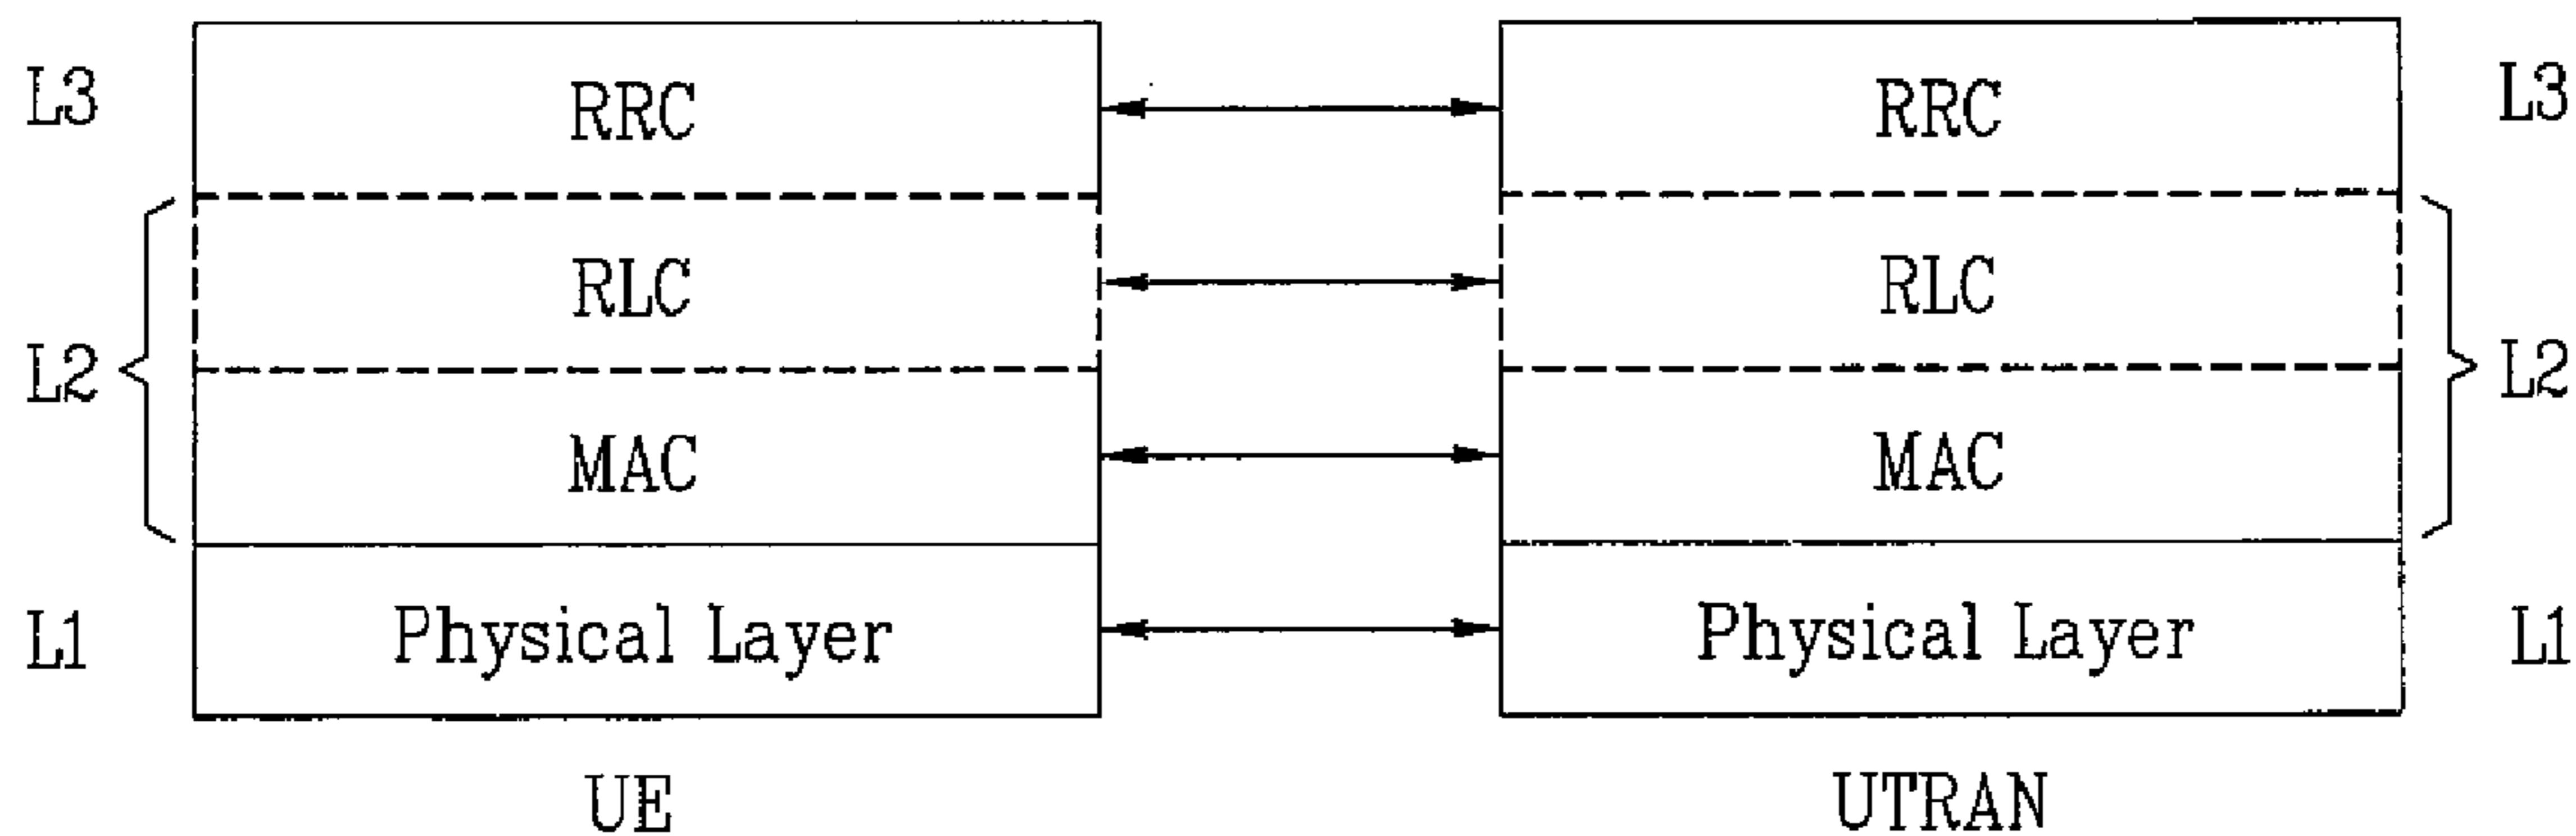 L3 RRC RRC L3
RLC RLC
L2 L2
MAC MAC
L1 Physical Layer Physical Layer L1
UE UTRAN